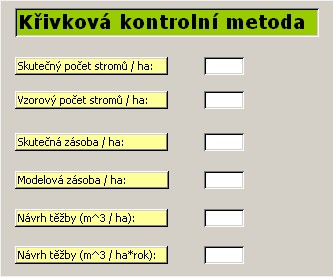 Křivková kontrolní metoda
Skutečný počet stromů / ha:
Vzorový počet stromů / ha:
Skutečná zásoba / ha:
Modelová zásoba / ha:
Návrh těžby (m^3 / ha):
Návrh těžby (m^3 / ha*rok):